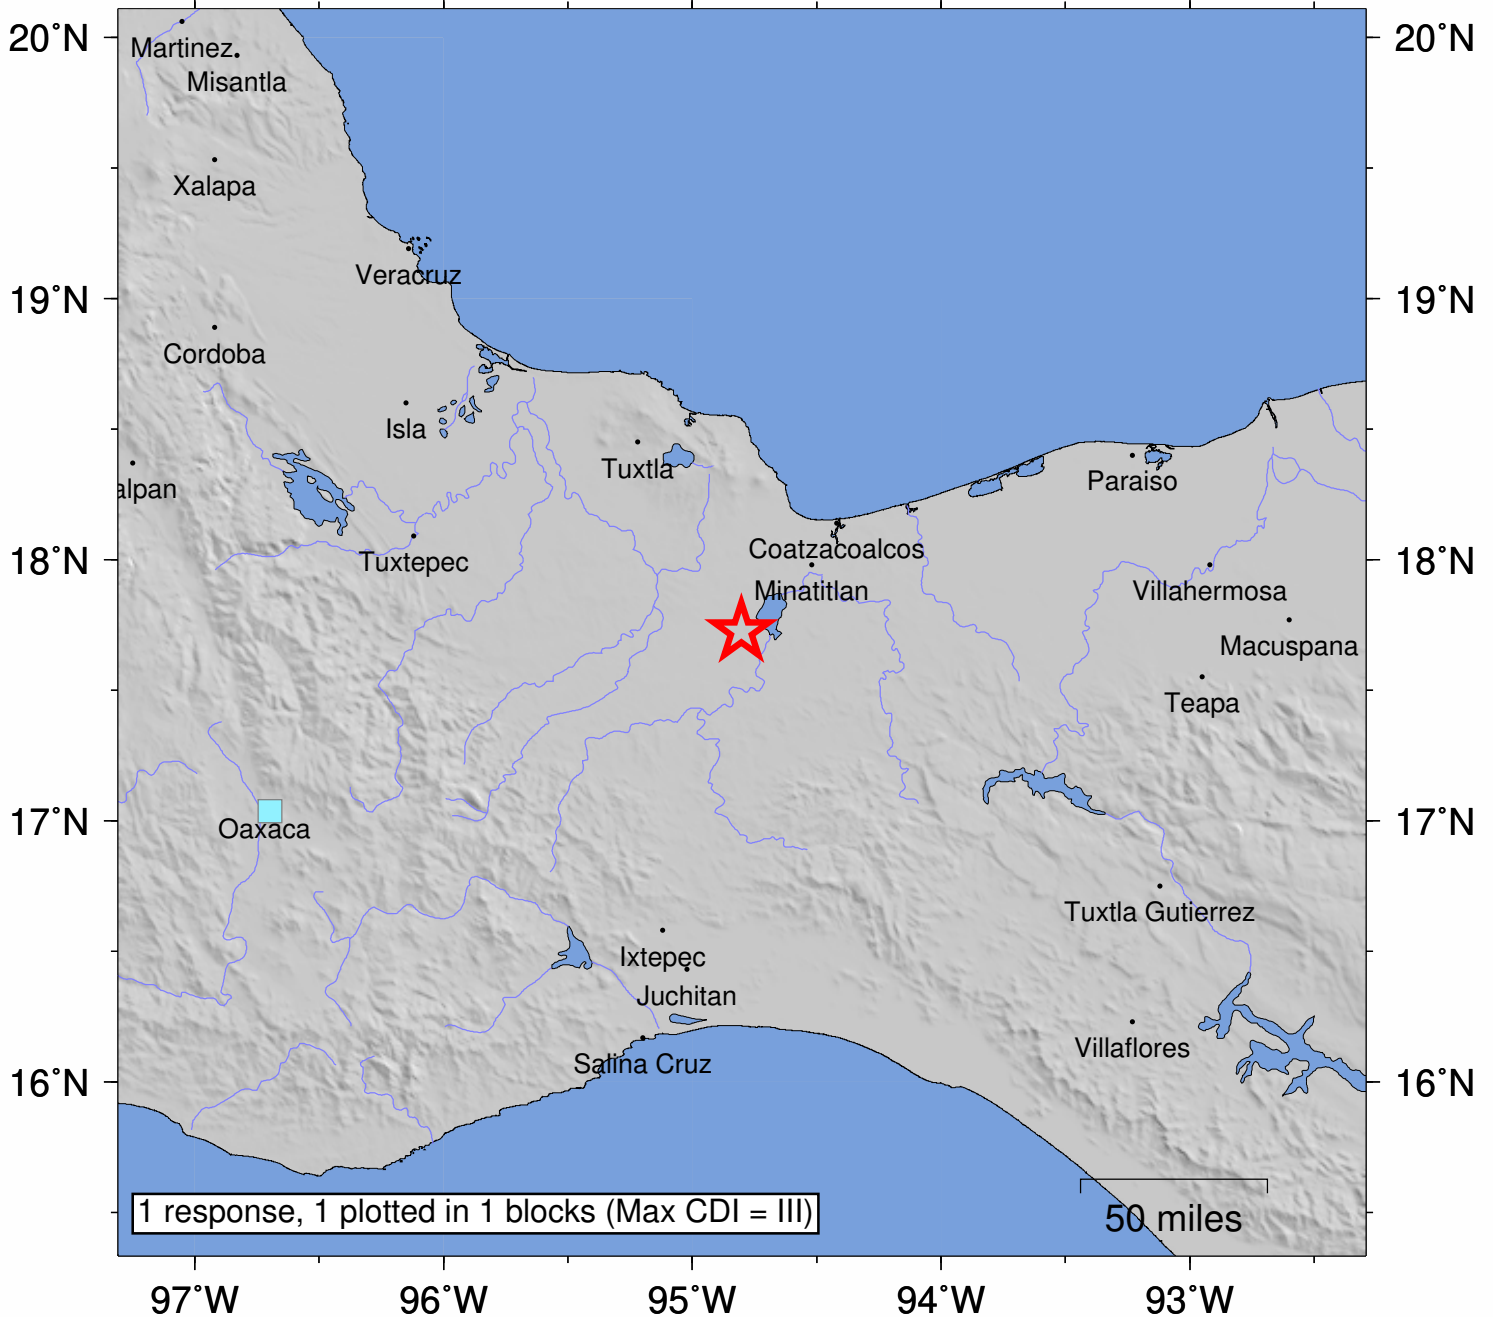 20°N
20°N
Martinez
Misantla
Xalapa
Veracruz
19°N
19°N
Cordoba
Isla
Tuxtla
Paraiso
alpan
18°N
18°N
Coatzacoalcos
Tuxtepec
Minatitlan
Villahermosa
Macuspana
Teapa
17°N
17°N
Oaxaca
Tuxtla Gutierrez
Ixtepec
Juchitan
Villaflores
Salina Cruz
16°N
16°N
1 response, 1 plotted in 1 blocks (Max CDI = III)
50 miles
97°W
96°W
95°W
94°W
93°W